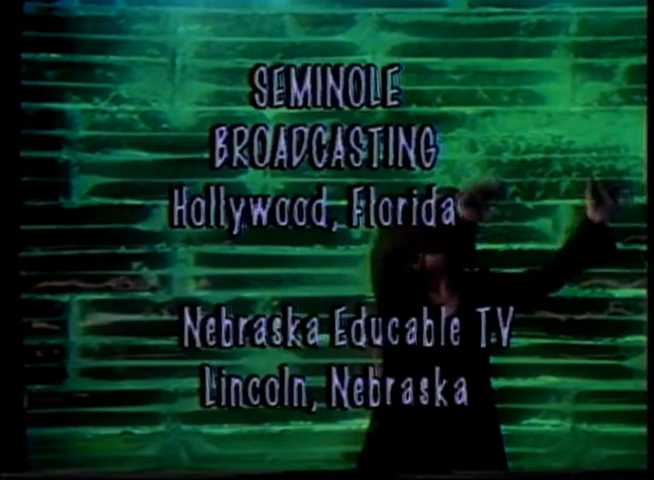 SEMINOLE
BROADCASTING
Hollywood, Florida
Nebraska Educable T.V
Lincoln, Nebraska